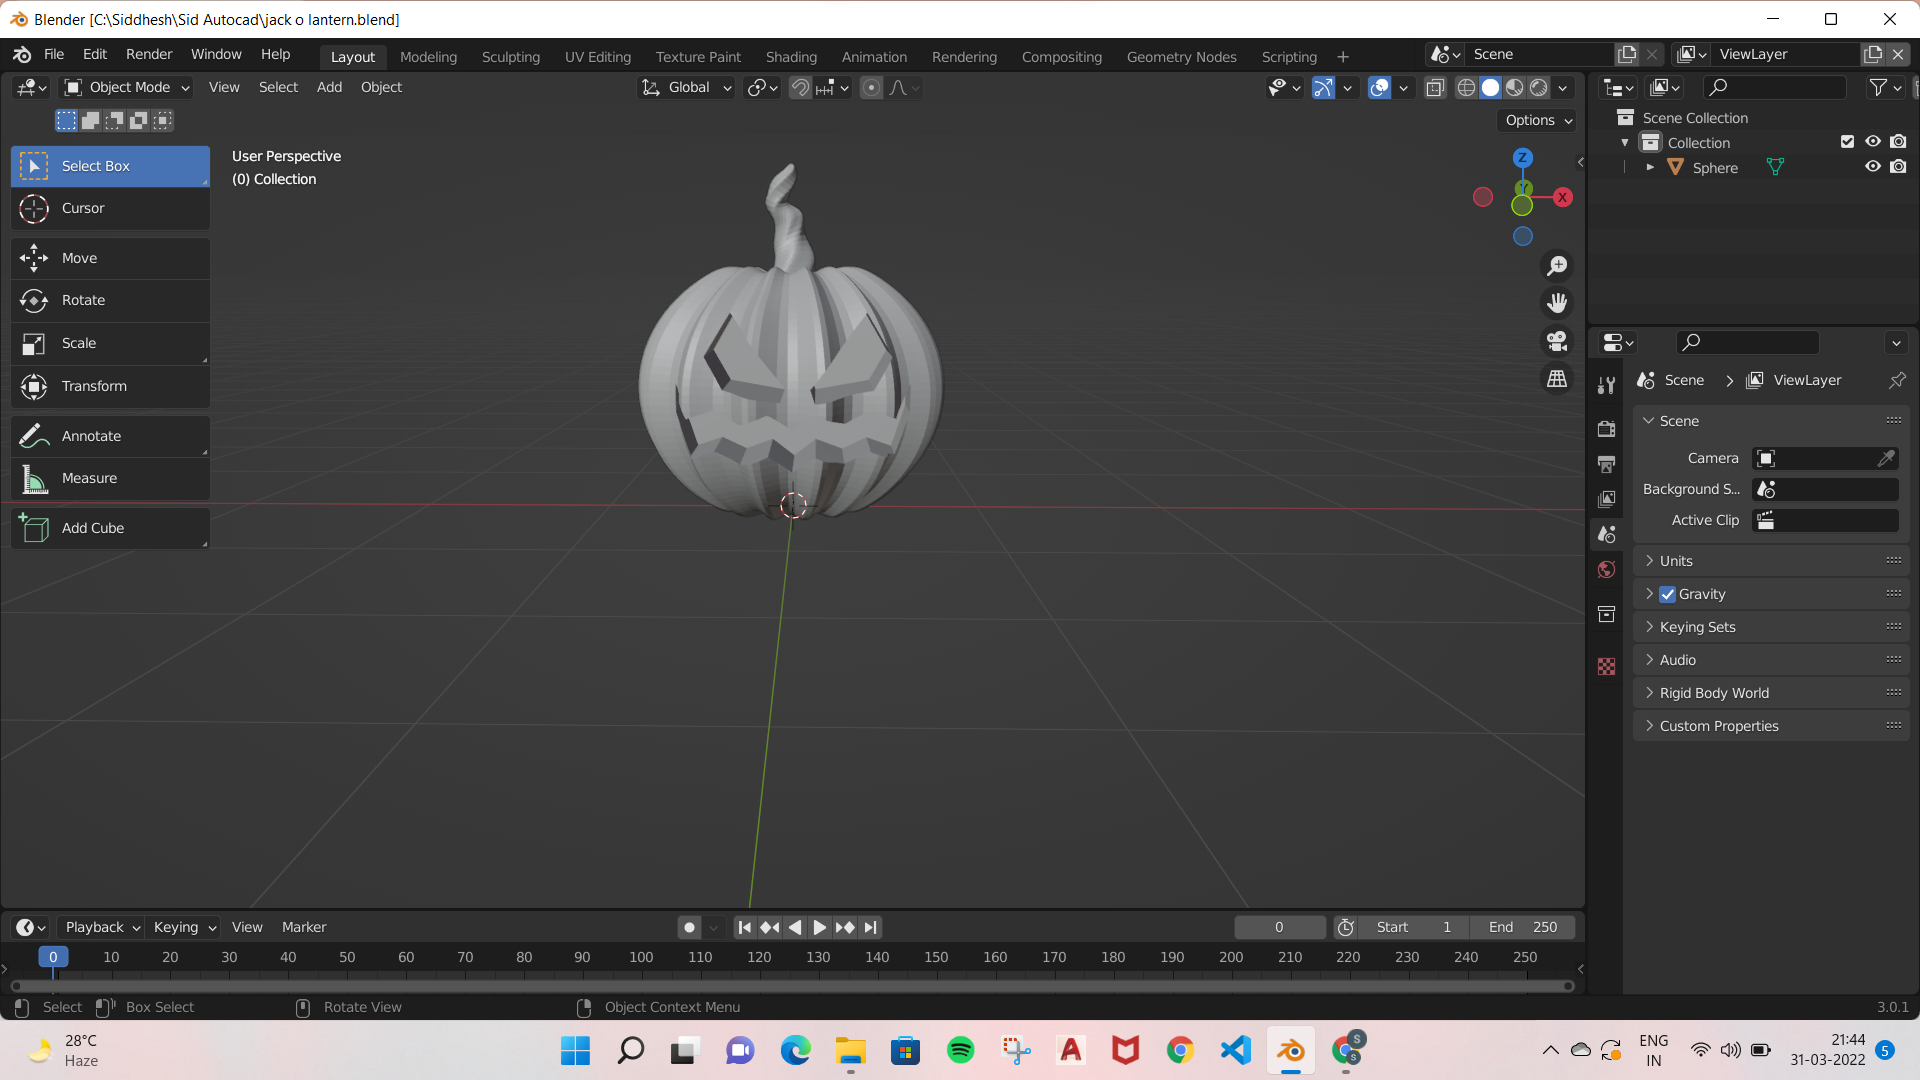 Blender [C:\Siddhesh\Sid Autocad\jack o lantern.blend]
File Edit Render Window Help
Layout Modeling Sculpting UV Editing Texture Paint Shading Animation Rendering Compositing Geometry Nodes Scripting +
Scene
ViewLayer
Object Mode View Select Add Object
Global
Options
Select Box
Cursor
Move
Rotate
Scale
Transform
Annotate
Measure
Add Cube
User Perspective
(0) Collection
Z
Y
X
Scene Collection
Collection
Sphere
Scene
ViewLayer
Scene
Camera
Background S...
Active Clip
Units
Gravity
Keying Sets
Audio
Rigid Body World
Custom Properties
Playback Keying View Marker
0
Start 1
End 250
0 10 20 30 40 50 60 70 80 90 100 110 120 130 140 150 160 170 180 190 200 210 220 230 240 250
Select Box Select Rotate View Object Context Menu
3.0.1
28°C
Haze
A
S
S
ENG
IN
21:44
31-03-2022
5